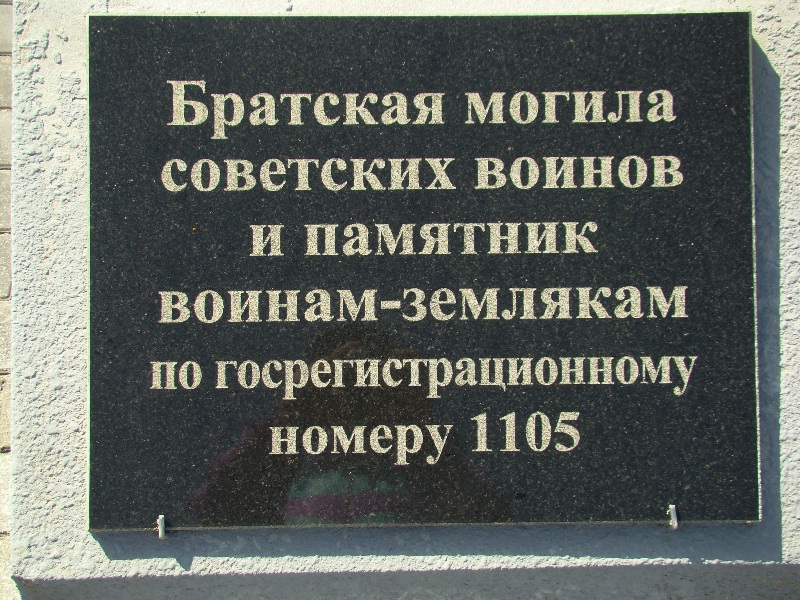 Братская могила
советских воинов
и памятник
воинам-землякам
по госрегистрационному
номеру 1105